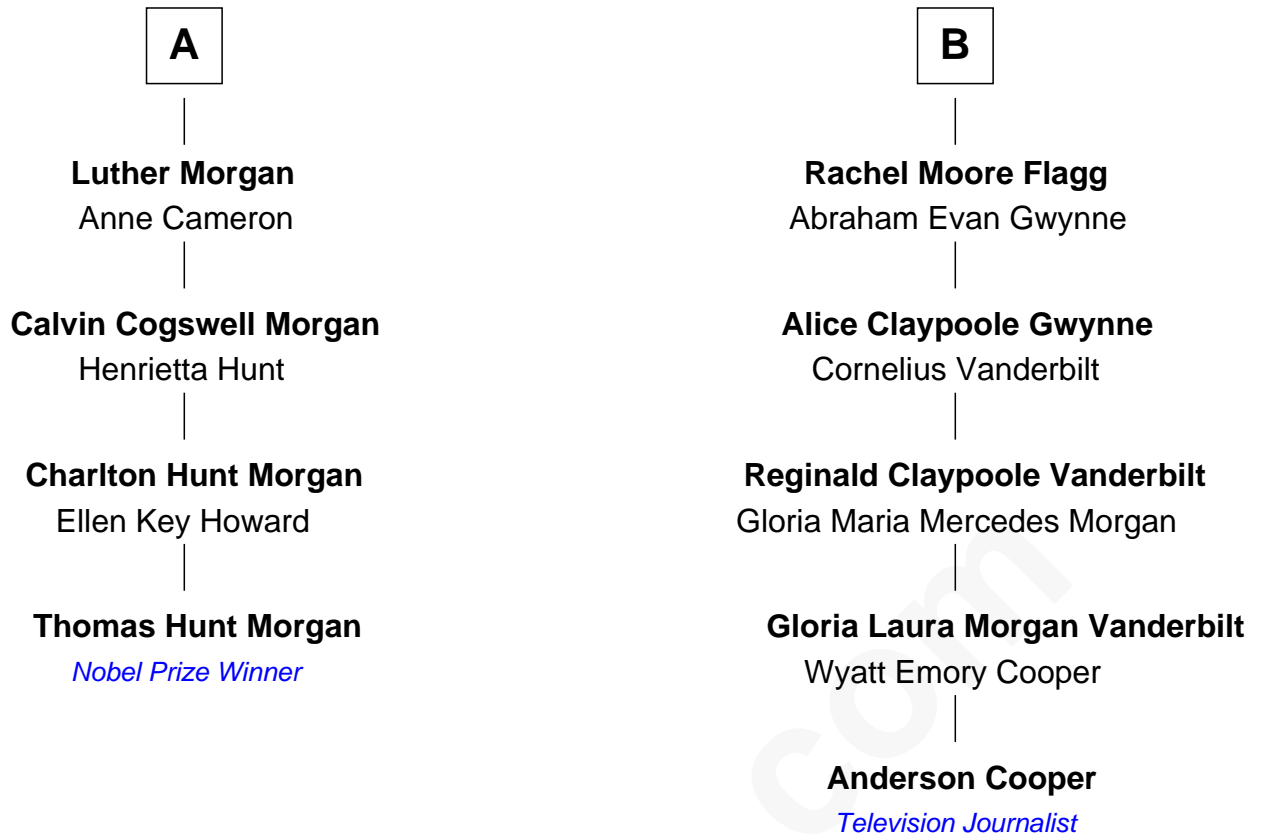 A
Luther Morgan
Anne Cameron
Calvin Cogswell Morgan
Henrietta Hunt
Charlton Hunt Morgan
Ellen Key Howard
Thomas Hunt Morgan
Nobel Prize Winner
B
Rachel Moore Flagg
Abraham Evan Gwynne
Alice Claypoole Gwynne
Cornelius Vanderbilt
Reginald Claypoole Vanderbilt
Gloria Maria Mercedes Morgan
Gloria Laura Morgan Vanderbilt
Wyatt Emory Cooper
Anderson Cooper
Television Journalist
com